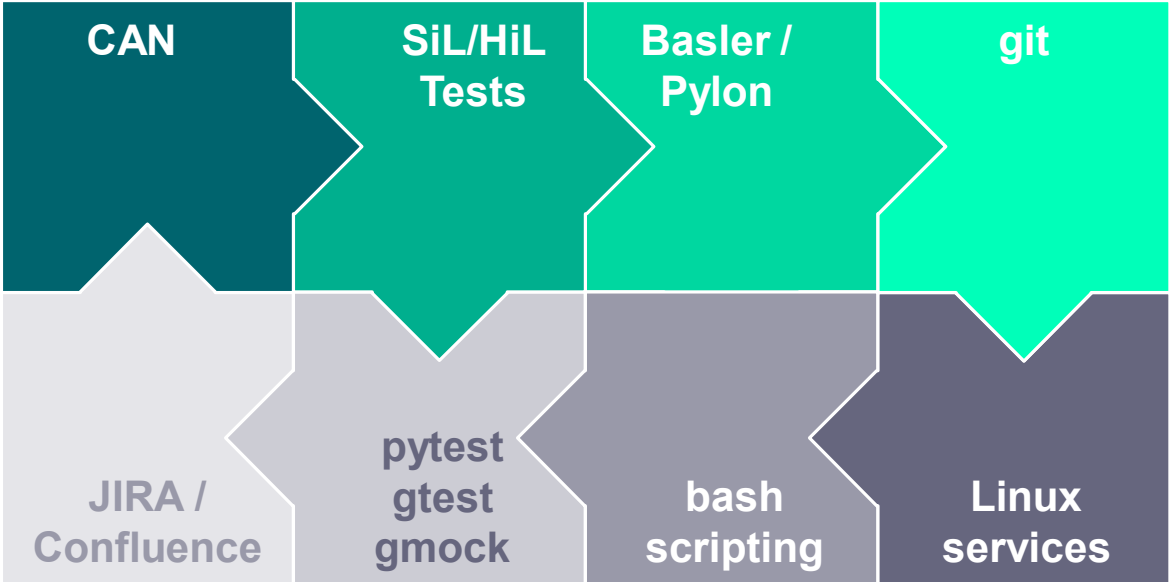 CAN
SiL/HiL
Tests
Basler /
Pylon
git
JIRA /
Confluence
pytest
gtest
gmock
bash
scripting
Linux
services